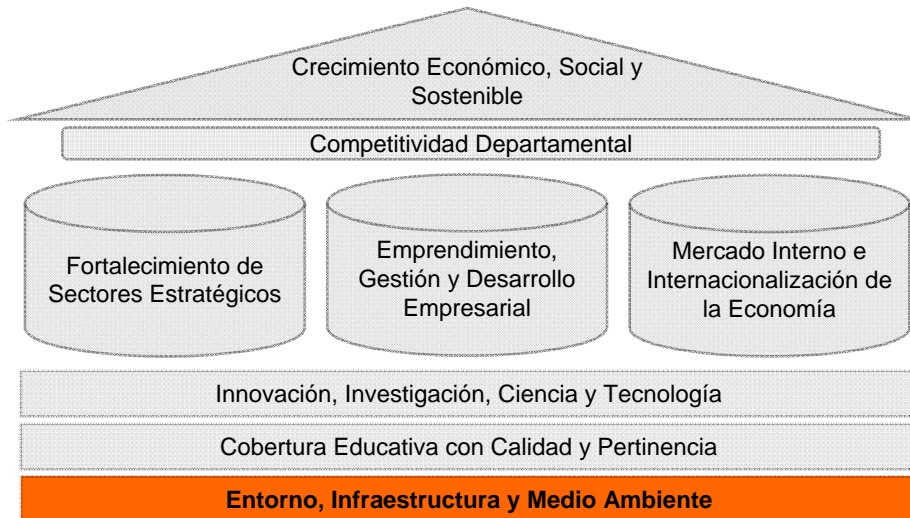 Crecimiento Económico, Social y
Sostenible
Competitividad Departamental
Fortalecimiento de
Sectores Estratégicos
Emprendimiento,
Gestión y Desarrollo
Empresarial
Mercado Interno e
Internacionalización de
la Economía
Innovación, Investigación, Ciencia y Tecnología
Cobertura Educativa con Calidad y Pertinencia
Entorno, Infraestructura y Medio Ambiente